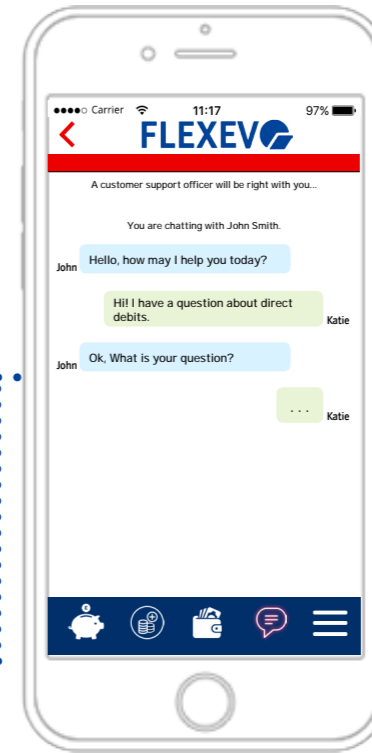 Carrier 11:17 97%
FLEXEVO
A customer support officer will be right with you...
You are chatting with John Smith.
Hello, how may I help you today?
John
Hi! I have a question about direct
debits.
Katie
Ok, What is your question?
John
. . .
Katie